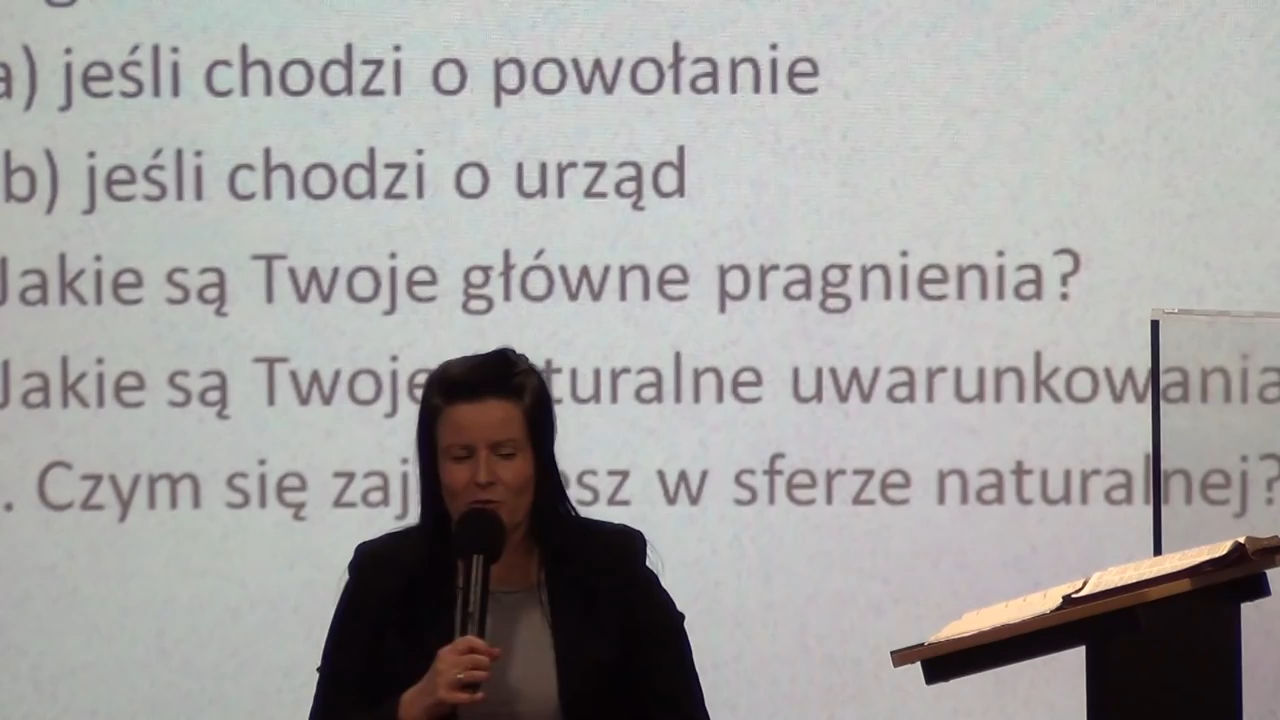 a) jeśli chodzi o powołanie
b) jeśli chodzi o urząd
Jakie są Twoje główne pragnienia?
Jakie są Twoje uwarunkowania
. Czym się w sferze naturalnej?